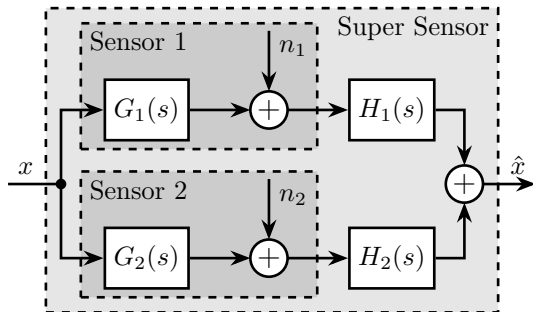 Super Sensor
Sensor 1
n₁
G₁(s)
+
H₁(s)
x
+
x̂
Sensor 2
n₂
G₂(s)
+
H₂(s)